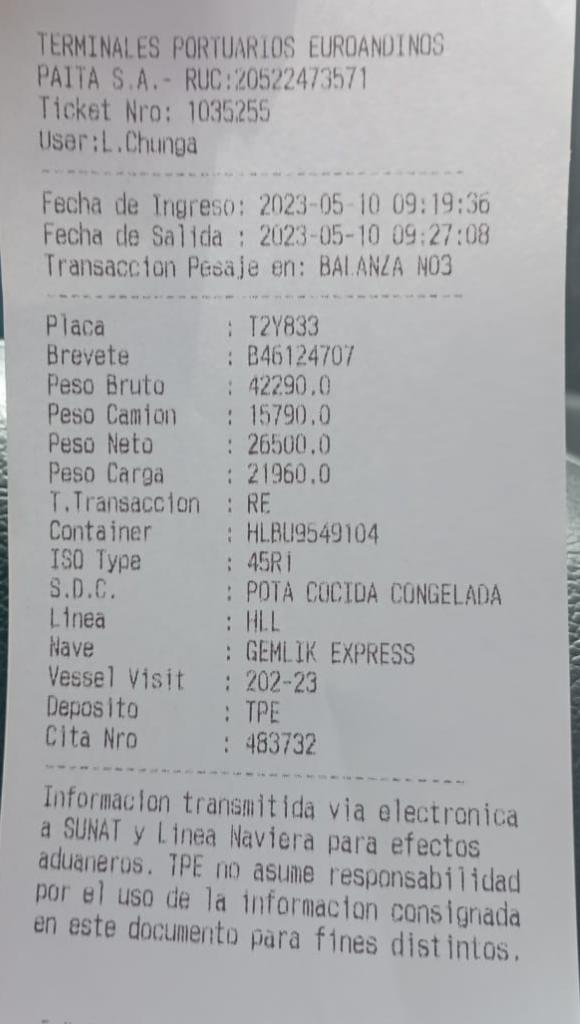 TERMINALES PORTUARIOS EUROANDINOS
PAITA S.A.- RUC:20522473571
Ticket Nro: 1035255
User:L.Chunga
Fecha de Ingreso: 2023-05-10 09:19:36
Fecha de Salida : 2023-05-10 09:27:08
Transaccion Pesaje en: BALANZA NO3
Placa : T2Y833
Brevete : B46124707
Peso Bruto : 42290.0
Peso Camion : 15790.0
Peso Neto : 26500.0
Peso Carga : 21960.0
T.Transaccion : RE
Container : HLBU9549104
ISO Type : 45R1
S.D.C. : POTA COCIDA CONGELADA
Linea : HLL
Nave : GEMLIK EXPRESS
Vessel Visit : 202-23
Deposito : TPE
Cita Nro : 483732
Informacion transmitida via electronica
a SUNAT y Linea Naviera para efectos
aduaneros. TPE no asume responsabilidad
por el uso de la informacion consignada
en este documento para fines distintos.